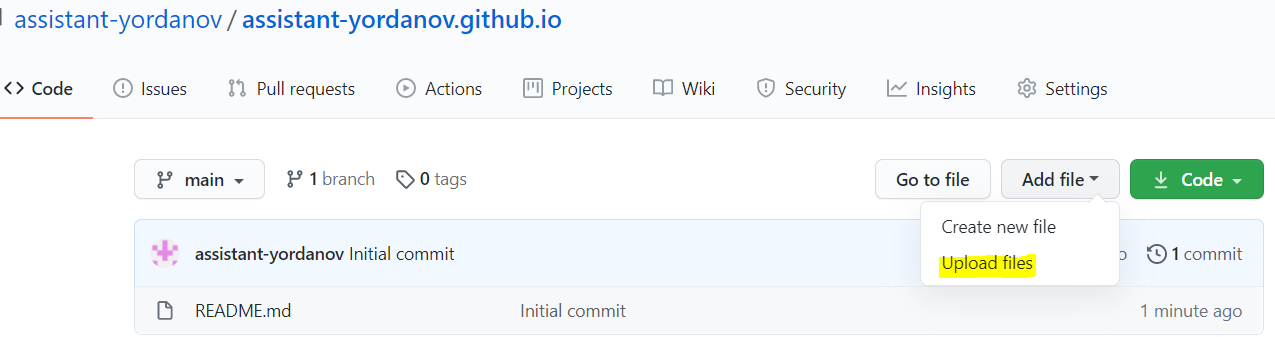 assistant-yordanov / assistant-yordanov.github.io
Code Issues Pull requests Actions Projects Wiki Security Insights Settings
main 1 branch 0 tags Go to file Add file Code
Create new file
Upload files
assistant-yordanov Initial commit 1 commit
README.md Initial commit 1 minute ago